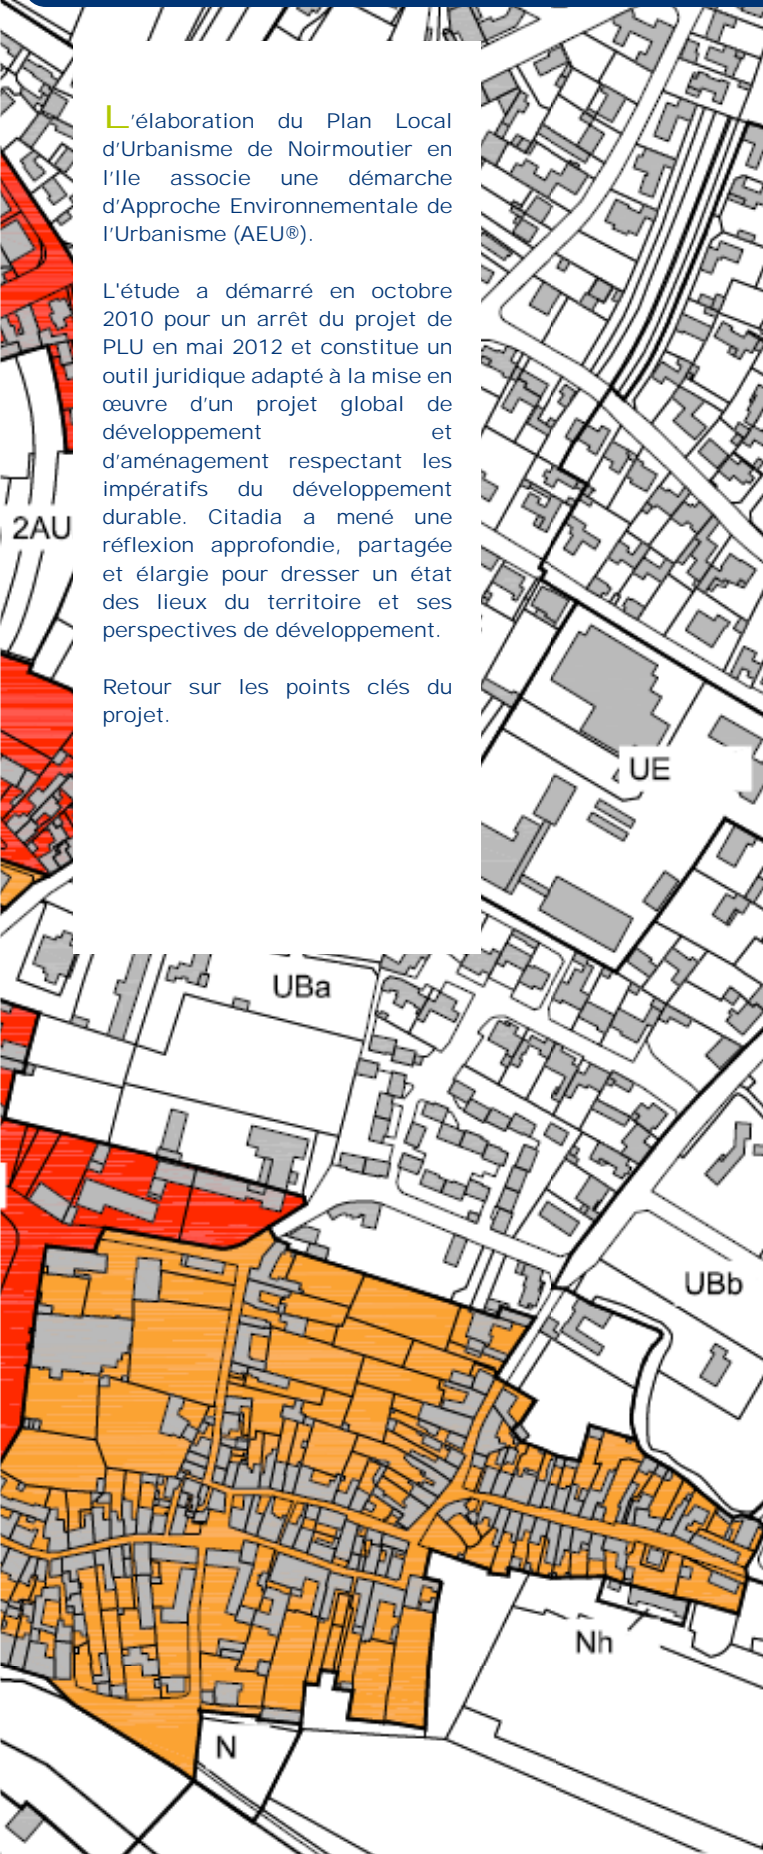 L'élaboration du Plan Local
d'Urbanisme de Noirmoutier en
l'Ile associe une démarche
d'Approche Environnementale de
l'Urbanisme (AEU®).
L'étude a démarré en octobre
2010 pour un arrêt du projet de
PLU en mai 2012 et constitue un
outil juridique adapté à la mise en
œuvre d'un projet global de
développement et
d'aménagement respectant les
impératifs du développement
durable. Citadia a mené une
réflexion approfondie, partagée
et élargie pour dresser un état
des lieux du territoire et ses
perspectives de développement.
Retour sur les points clés du
projet.
2AU
UE
UBa
UBb
Nh
N